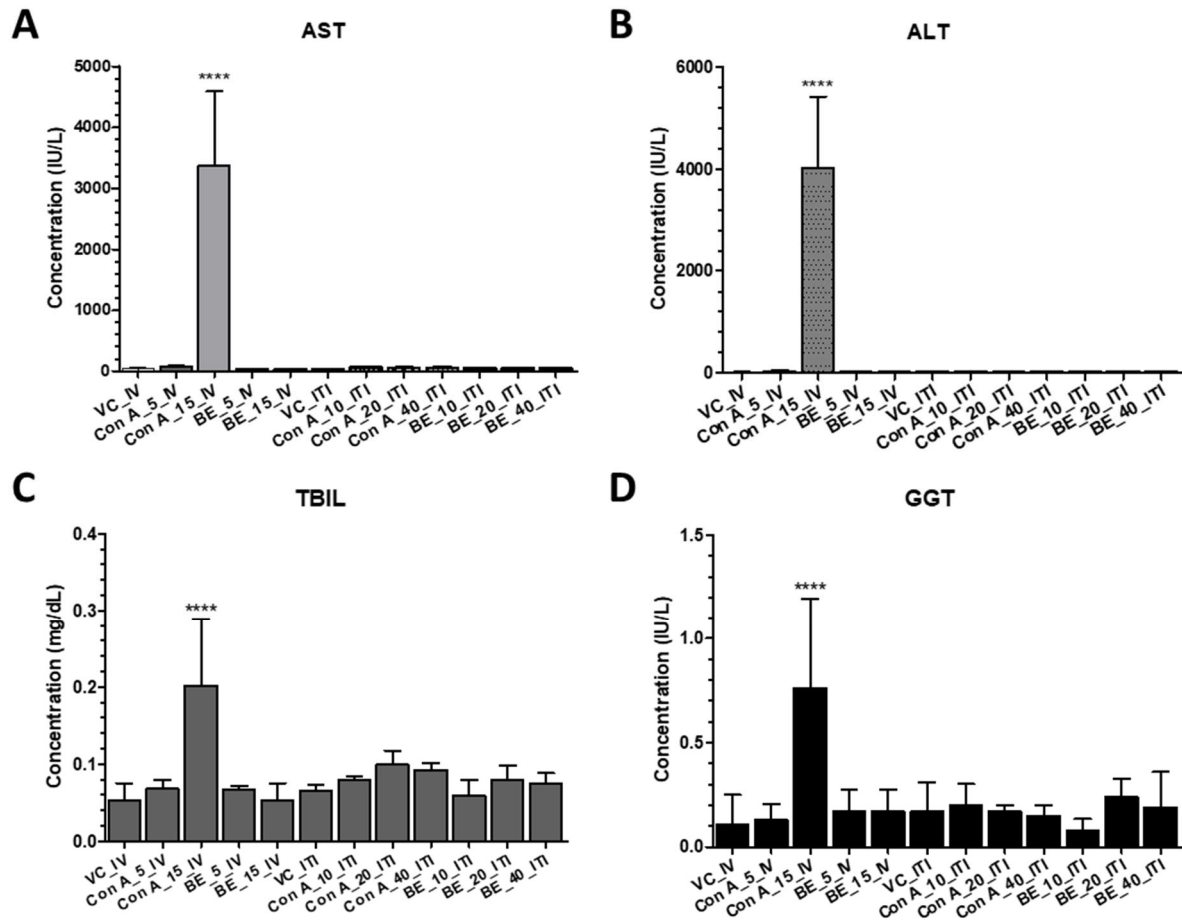 A
AST
Concentration (IU/L)
5000
4000
3000
2000
1000
0
****
VC_IV
Con A_5_IV
Con A_15_IV
BE_5_IV
BE_15_IV
VC_ITI
Con A_10_ITI
Con A_20_ITI
Con A_40_ITI
BE_10_ITI
BE_20_ITI
BE_40_ITI
B
ALT
Concentration (IU/L)
6000
4000
2000
0
****
VC_IV
Con A_5_IV
Con A_15_IV
BE_5_IV
BE_15_IV
VC_ITI
Con A_10_ITI
Con A_20_ITI
Con A_40_ITI
BE_10_ITI
BE_20_ITI
BE_40_ITI
C
TBIL
Concentration (mg/dL)
0.4
0.3
0.2
0.1
0.0
****
VC_IV
Con A_5_IV
Con A_15_IV
BE_5_IV
BE_15_IV
VC_ITI
Con A_10_ITI
Con A_20_ITI
Con A_40_ITI
BE_10_ITI
BE_20_ITI
BE_40_ITI
D
GGT
Concentration (IU/L)
1.5
1.0
0.5
0.0
****
VC_IV
Con A_5_IV
Con A_15_IV
BE_5_IV
BE_15_IV
VC_ITI
Con A_10_ITI
Con A_20_ITI
Con A_40_ITI
BE_10_ITI
BE_20_ITI
BE_40_ITI